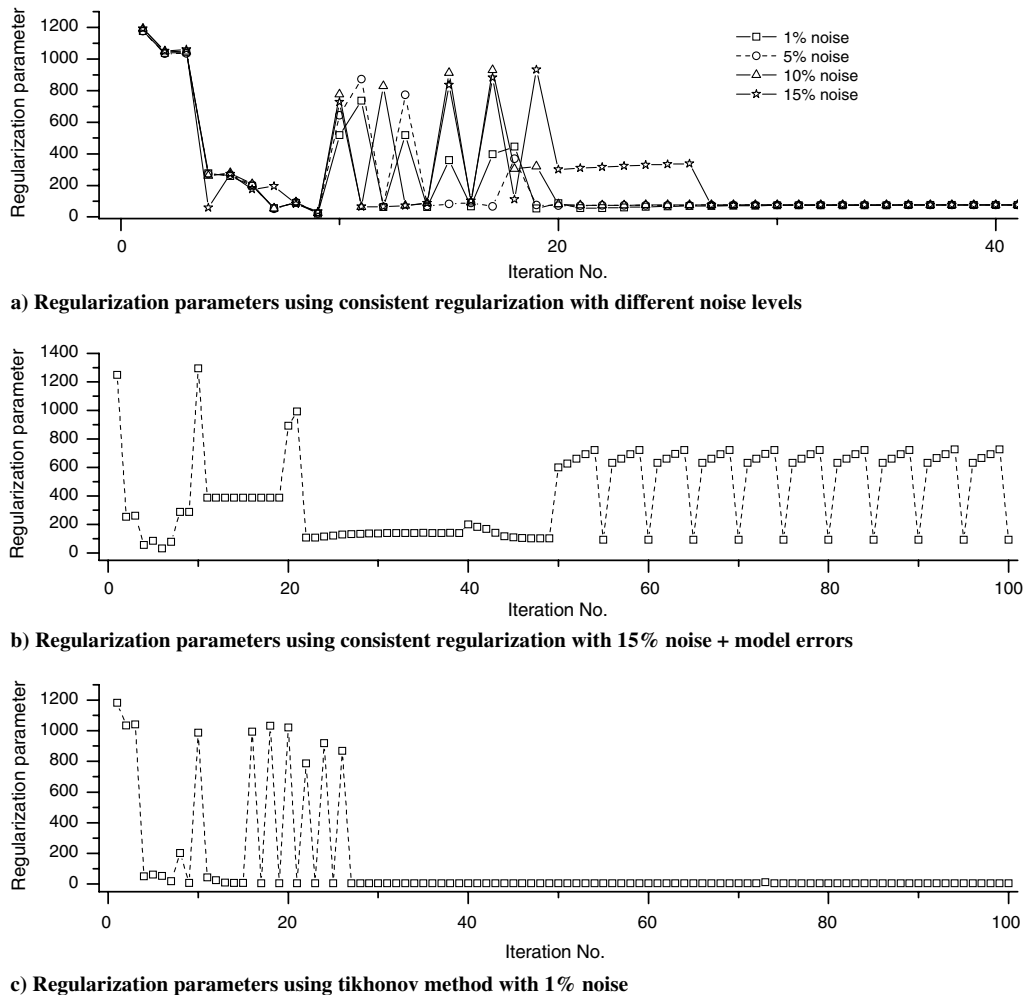 1200
1000
800
600
400
200
0
Regularization parameter
1% noise
5% noise
10% noise
15% noise
0
20
40
Iteration No.
a) Regularization parameters using consistent regularization with different noise levels
1400
1200
1000
800
600
400
200
0
Regularization parameter
0
20
40
60
80
100
Iteration No.
b) Regularization parameters using consistent regularization with 15% noise + model errors
1200
1000
800
600
400
200
0
Regularization parameter
0
20
40
60
80
100
Iteration No.
c) Regularization parameters using tikhonov method with 1% noise